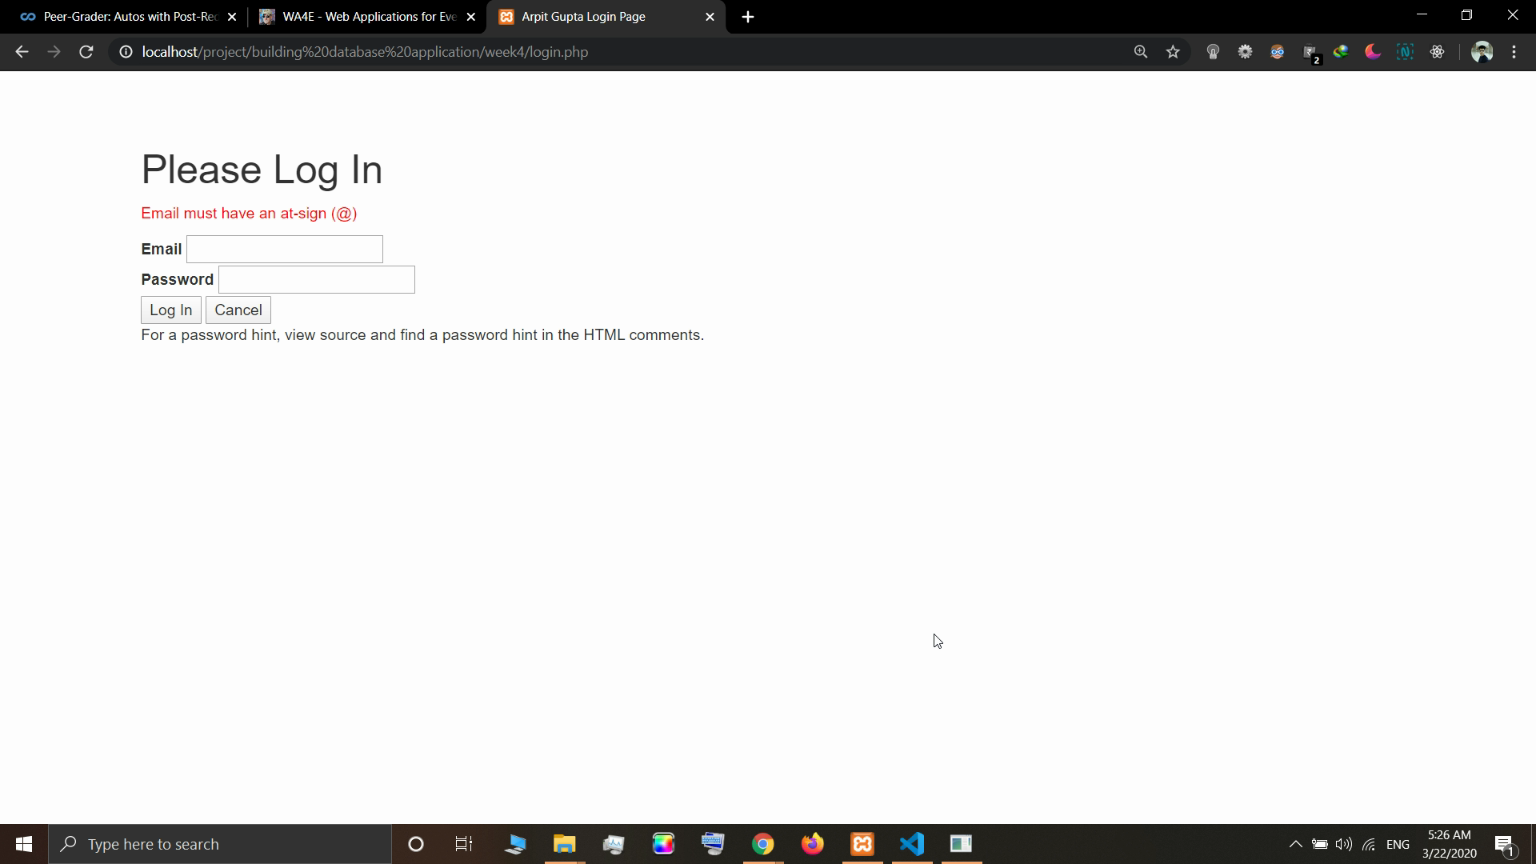 Peer-Grader: Autos with Post-Rec
WA4E - Web Applications for Eve
Arpit Gupta Login Page
localhost/project/building%20database%20application/week4/login.php
2
Please Log In
Email must have an at-sign (@)
Email
Password
Log In Cancel
For a password hint, view source and find a password hint in the HTML comments.
Type here to search
ENG
5:26 AM
3/22/2020
1